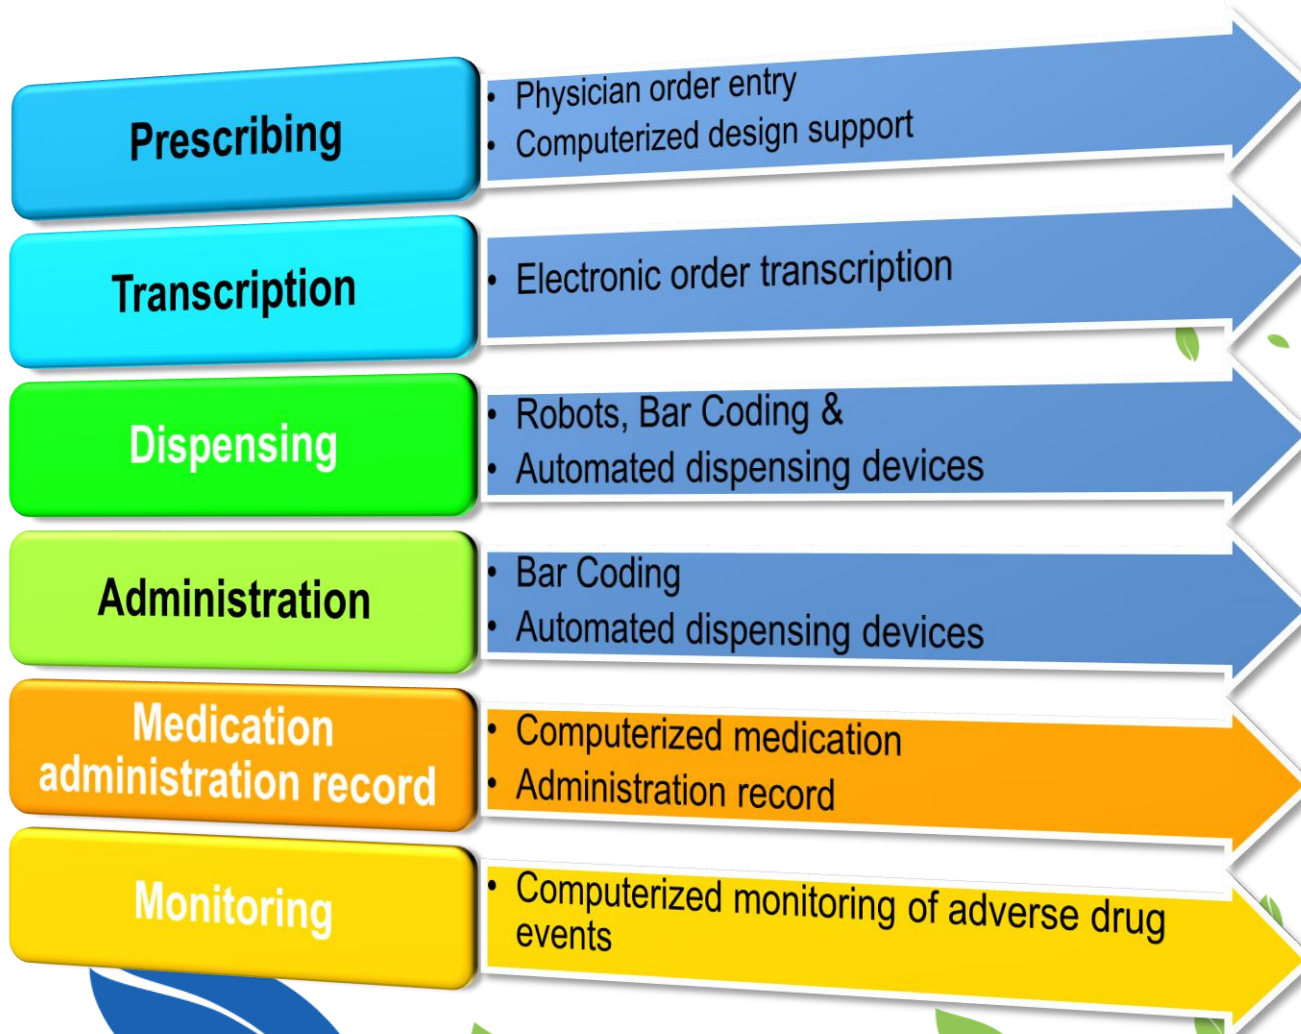 Prescribing
• Physician order entry
• Computerized design support
Transcription
• Electronic order transcription
Dispensing
• Robots, Bar Coding &
• Automated dispensing devices
Administration
• Bar Coding
• Automated dispensing devices
Medication
administration record
• Computerized medication
• Administration record
Monitoring
• Computerized monitoring of adverse drug
events